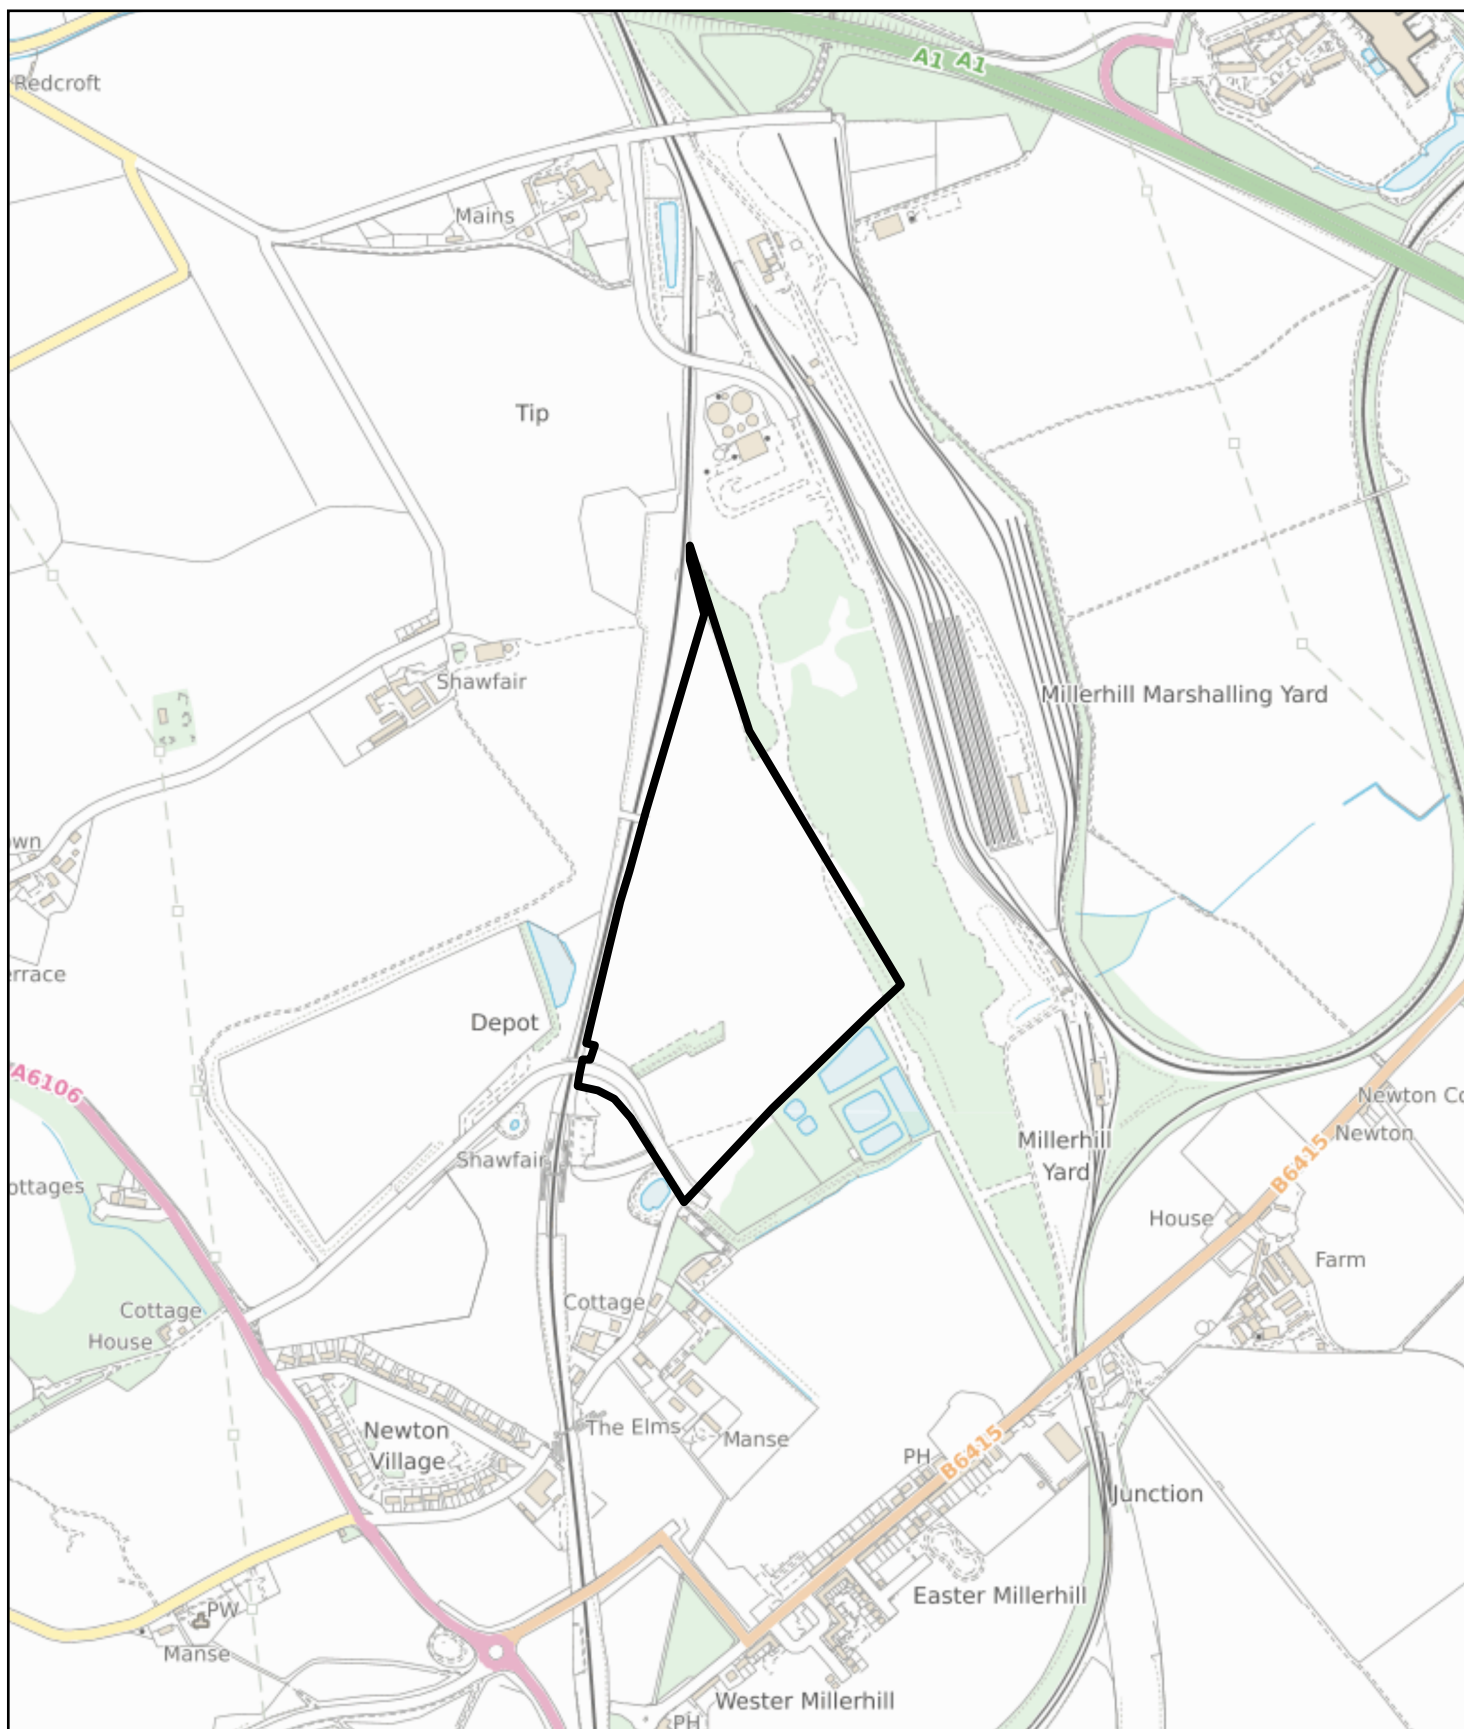 A1 A1
Redcroft
Mains
Tip
Shawfair
Millerhill Marshalling Yard
own
errace
Depot
A6106
Newton Co
Newton
Millerhill
Yard
B6415
Shawfair
ottages
House
Farm
Cottage
Cottage
House
The Elms
Manse
Newton
Village
PH
B6415
Junction
Easter Millerhill
PW
Manse
Wester Millerhill
PH